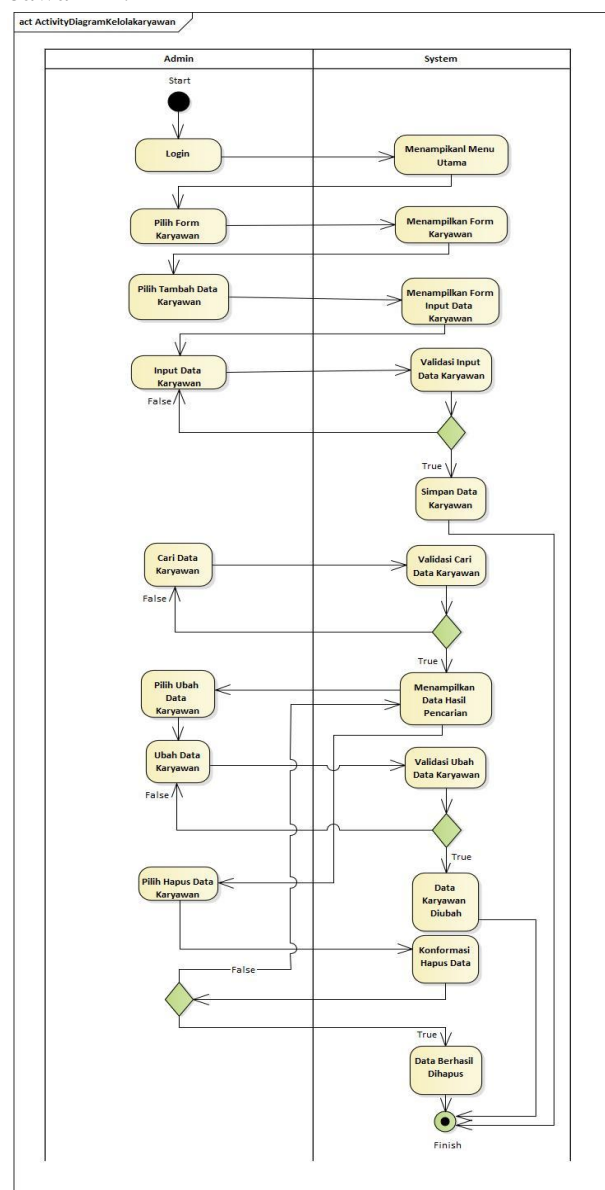 act ActivityDiagramKelolakaryawan
Admin
System
Start
Login
Menampikanl Menu
Utama
Pilih Form
Karyawan
Menampilkan Form
Karyawan
Pilih Tambah Data
Karyawan
Menampilkan Form
Input Data
Karyawan
Input Data
Karyawan
Validasi Input
Data Karyawan
False
True
Simpan Data
Karyawan
Cari Data
Karyawan
Validasi Cari
Data Karyawan
False
True
Pilih Ubah
Data
Karyawan
Menampilkan
Data Hasil
Pencarian
Ubah Data
Karyawan
Validasi Ubah
Data Karyawan
False
True
Pilih Hapus Data
Karyawan
Data
Karyawan
Diubah
Konformasi
Hapus Data
False
True
Data Berhasil
Dihapus
Finish